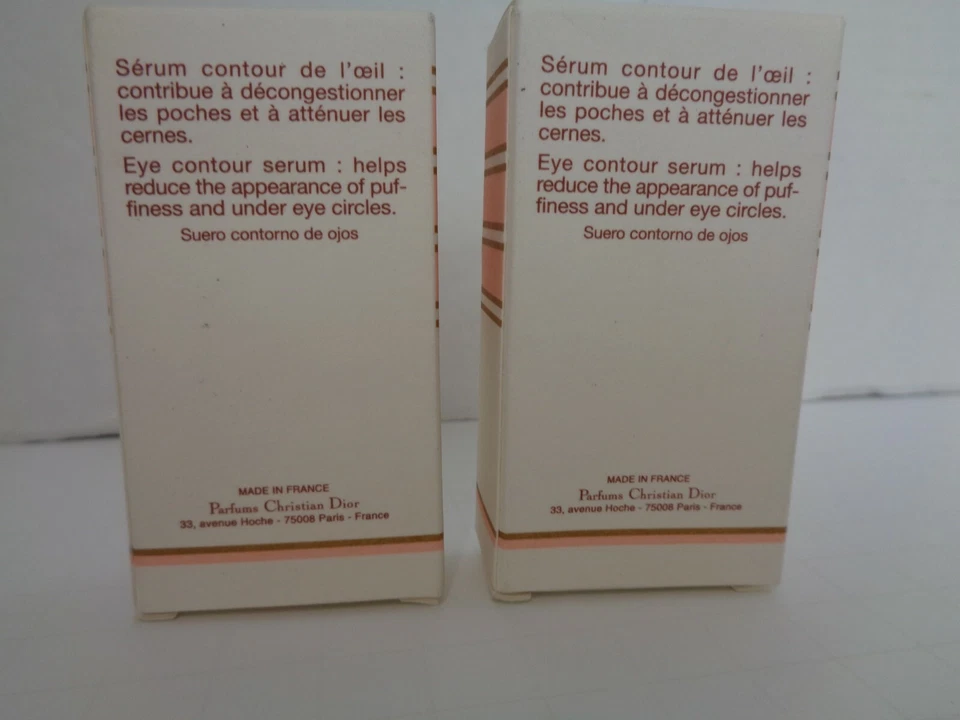 Sérum contour de l'œil :
contribue à décongestionner
les poches et à atténuer les
cernes.
Eye contour serum : helps
reduce the appearance of puf-
finess and under eye circles.
Suero contorno de ojos
MADE IN FRANCE
Parfums Christian Dior
33, avenue Hoche - 75008 Paris - France
Sérum contour de l'œil :
contribue à décongestionner
les poches et à atténuer les
cernes.
Eye contour serum : helps
reduce the appearance of puf-
finess and under eye circles.
Suero contorno de ojos
MADE IN FRANCE
Parfums Christian Dior
33, avenue Hoche - 75008 Paris - France